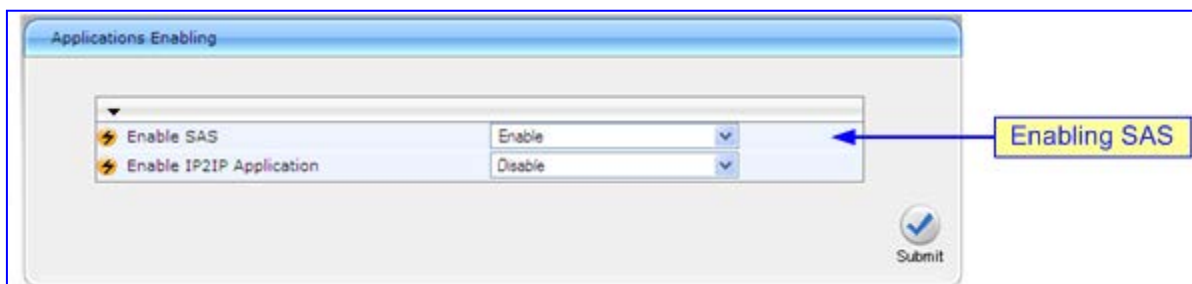 Applications Enabling
Enable SAS Enable
Enabling SAS
Enable IP2IP Application Disable
Submit